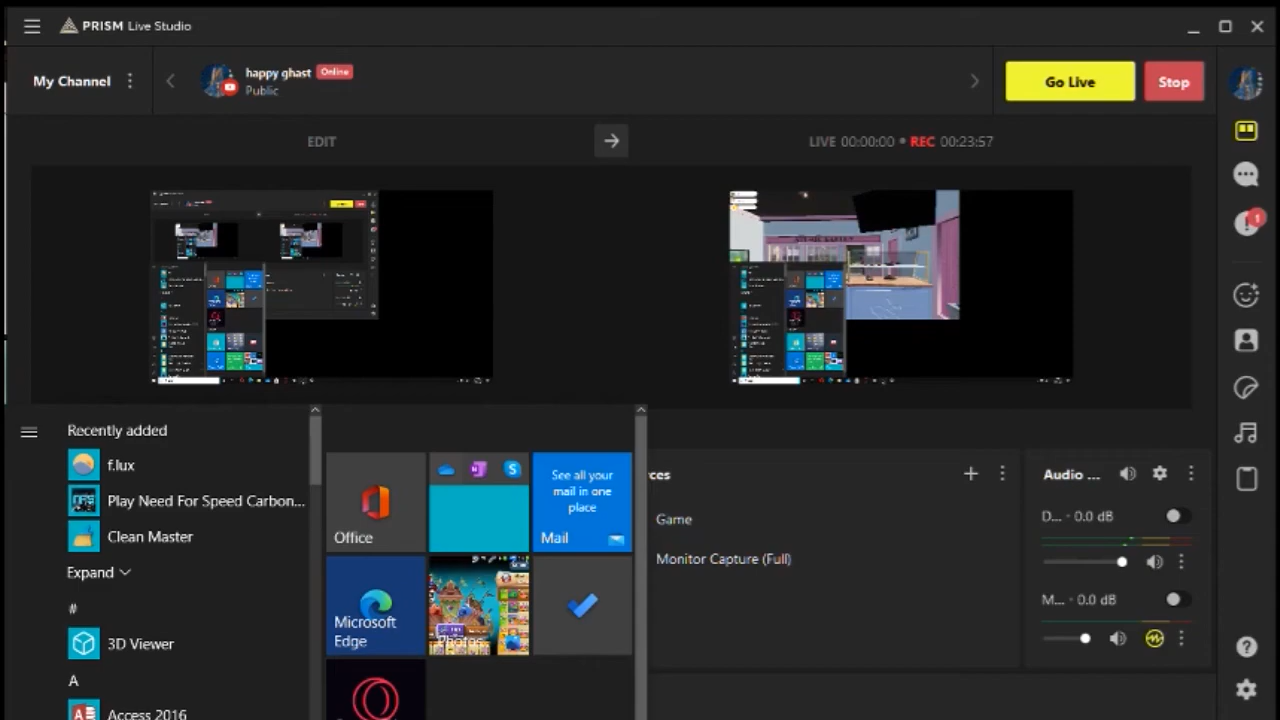 PRISM Live Studio
My Channel
happy ghast Online
Public
Go Live
Stop
EDIT
LIVE 00:00:00 • REC 00:23:57
1
Recently added
f.lux
Play Need For Speed Carbon...
Clean Master
Expand
#
3D Viewer
A
Access 2016
Office
See all your
mail in one
place
Mail
Microsoft
Edge
Photos
rces
Game
Monitor Capture (Full)
Audio ...
D... - 0.0 dB
M... - 0.0 dB